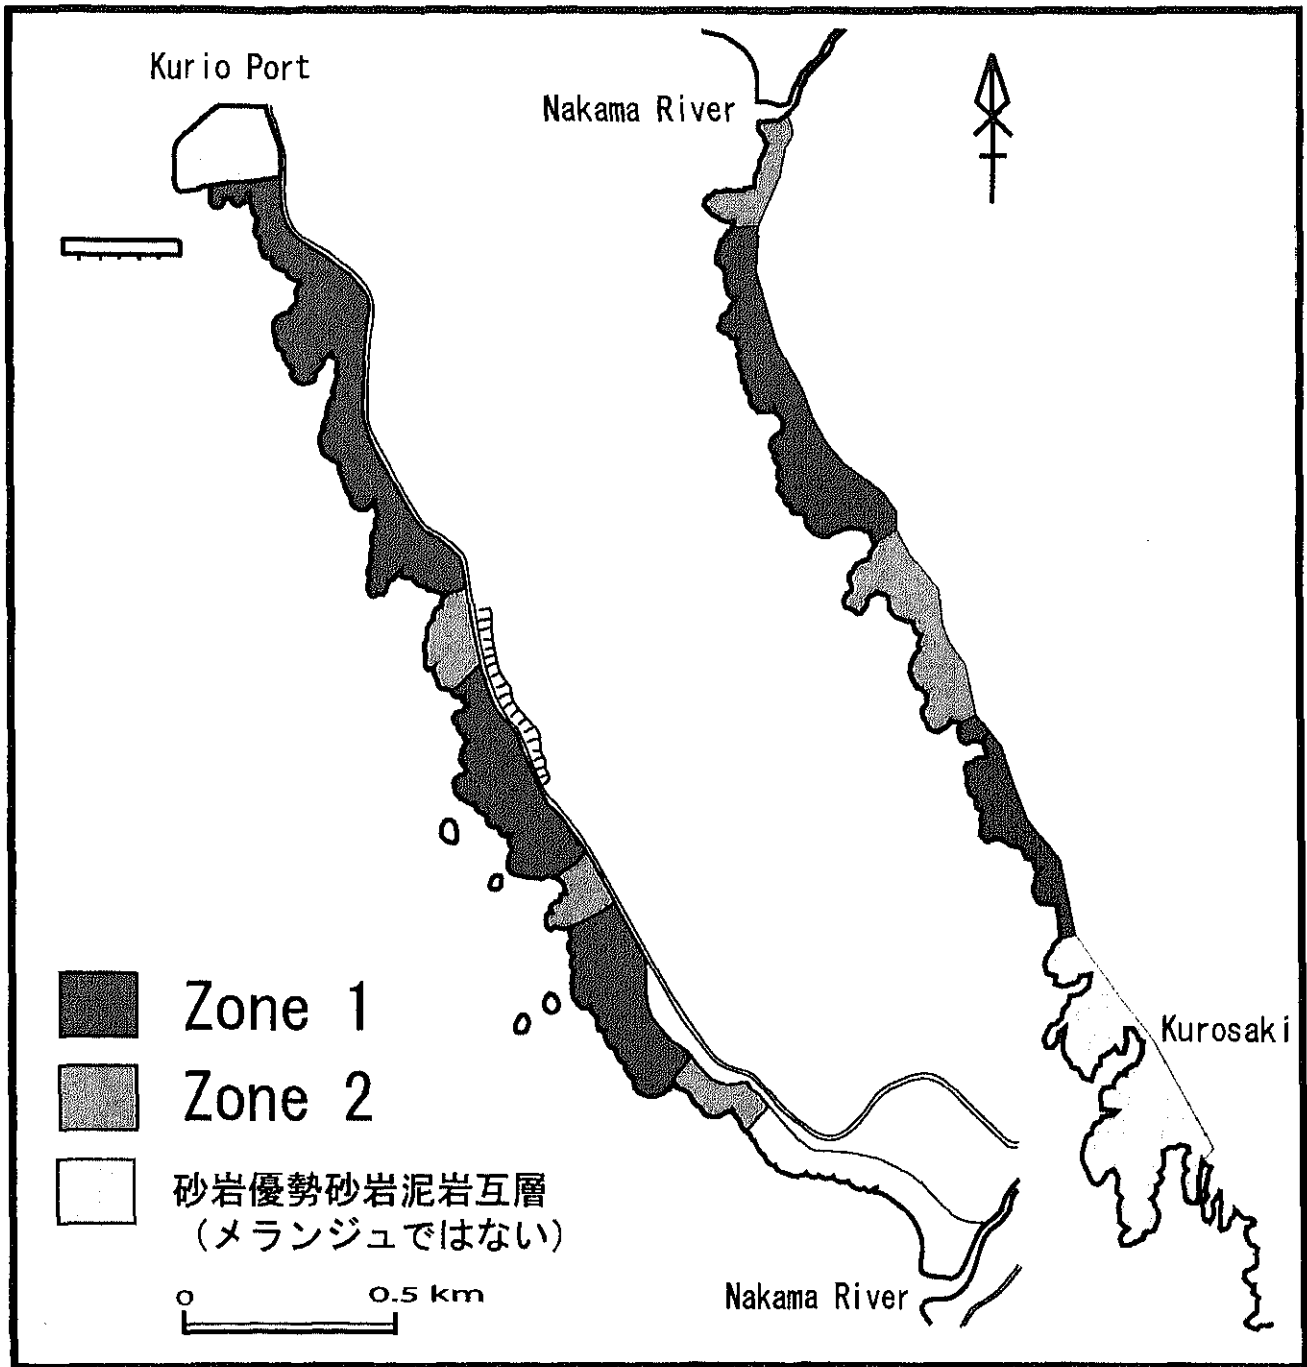 Kurio Port
Nakama River
Kurosaki
Zone 1
Zone 2
砂岩優勢砂岩泥岩互層
（メランジュではない）
0 0.5 km
Nakama River